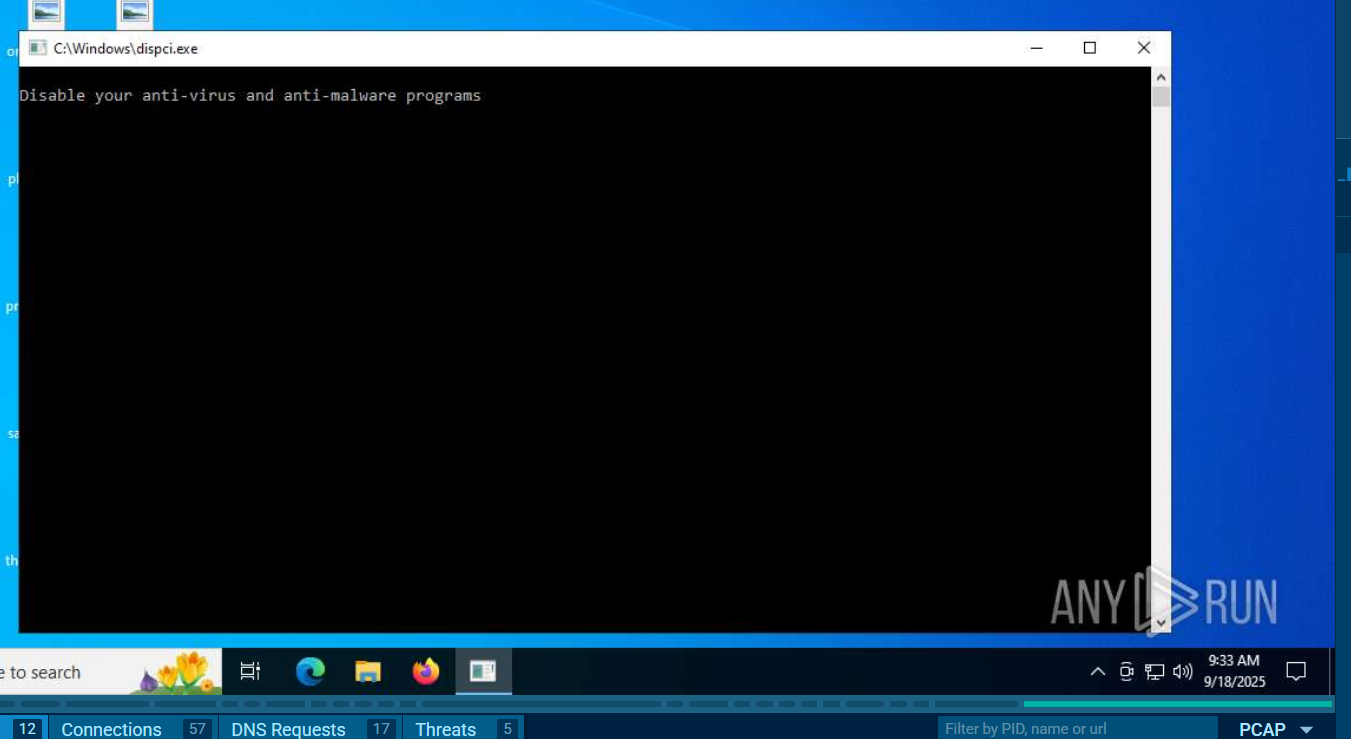 C:\Windows\dispci.exe
Disable your anti-virus and anti-malware programs
ANY RUN
to search
9:33 AM
9/18/2025
12 Connections 57 DNS Requests 17 Threats 5 Filter by PID, name or url PCAP